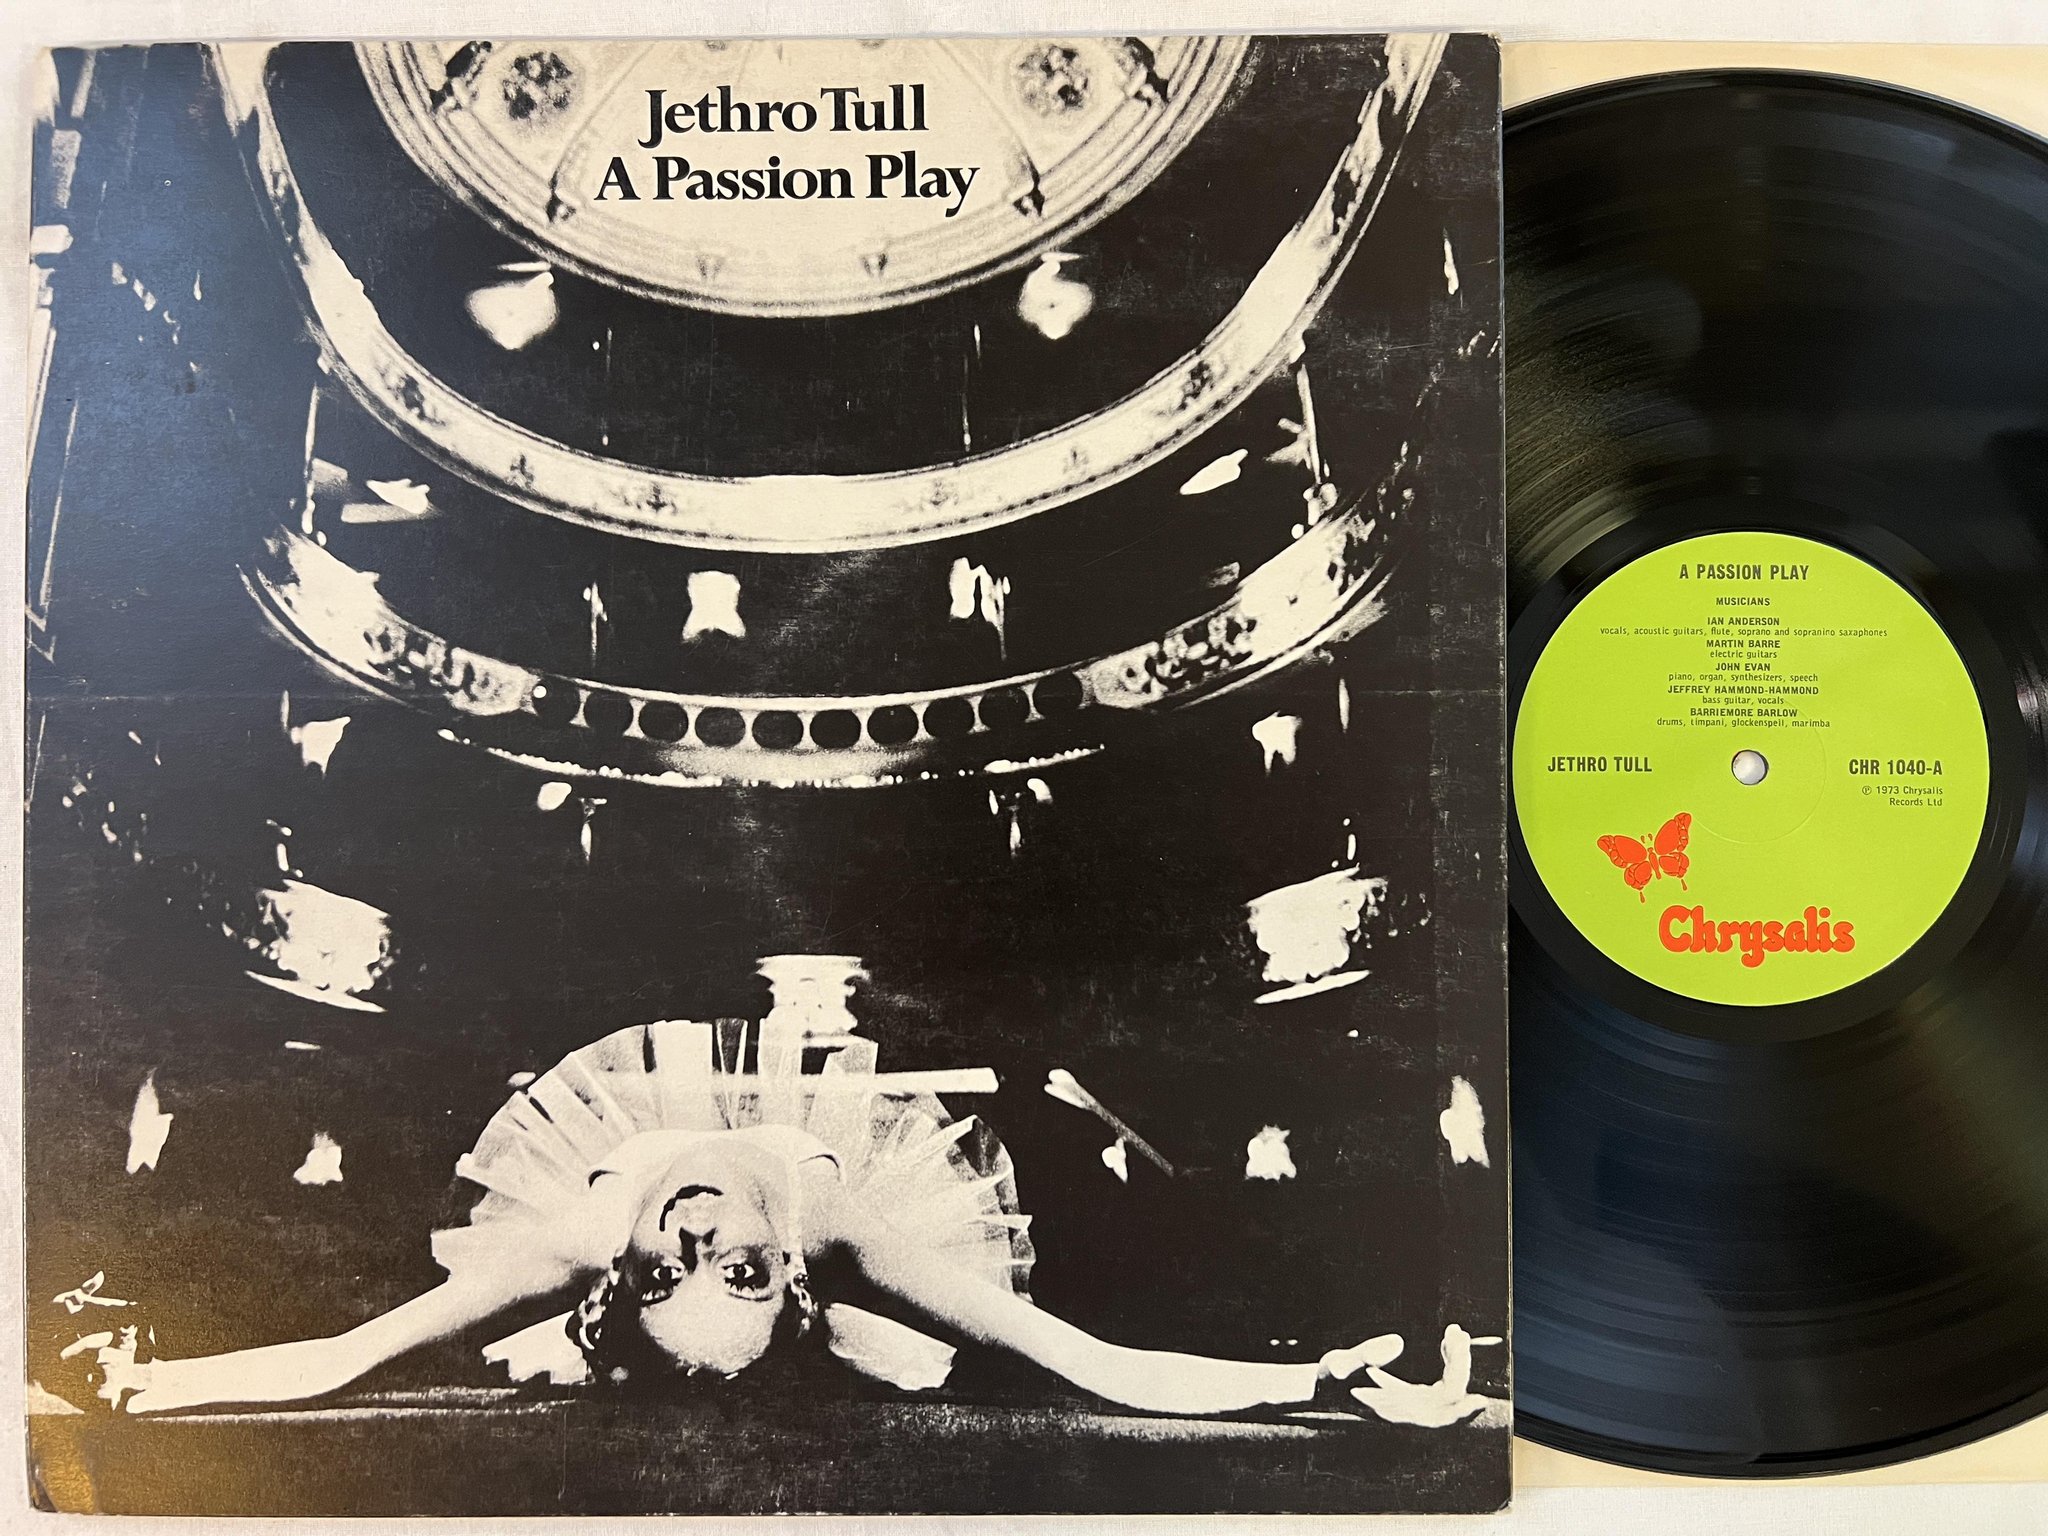 Jethro Tull
A Passion Play
A PASSION PLAY
MUSICIANS
IAN ANDERSON
vocals, acoustic guitars, flute, soprano and sopranino saxaphones
MARTIN BARRE
electric guitars
JOHN EVAN
piano, organ, synthesizers, speech
JEFFREY HAMMOND-HAMMOND
bass guitar, vocals
BARRIEMORE BARLOW
drums, timpani, glockenspeil, marimba
JETHRO TULL
CHR 1040-A
℗ 1973 Chrysalis
Records Ltd
Chrysalis